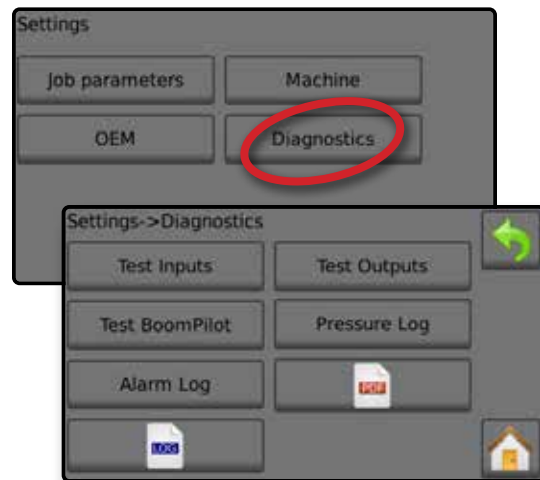 Settings
Job parameters Machine
OEM Diagnostics
Settings->Diagnostics
Test Inputs Test Outputs
Test BoomPilot Pressure Log
Alarm Log PDF
LOG